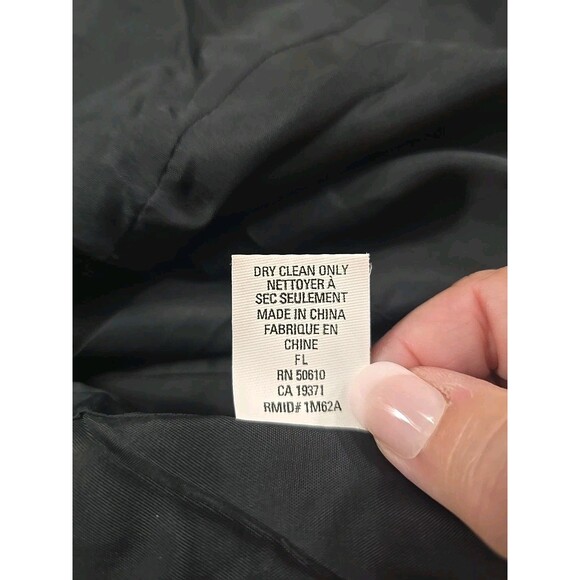 DRY CLEAN ONLY
NETTOYER À
SEC SEULEMENT
MADE IN CHINA
FABRIQUE EN
CHINE
FL
RN 50610
CA 19371
RMID# 1M62A